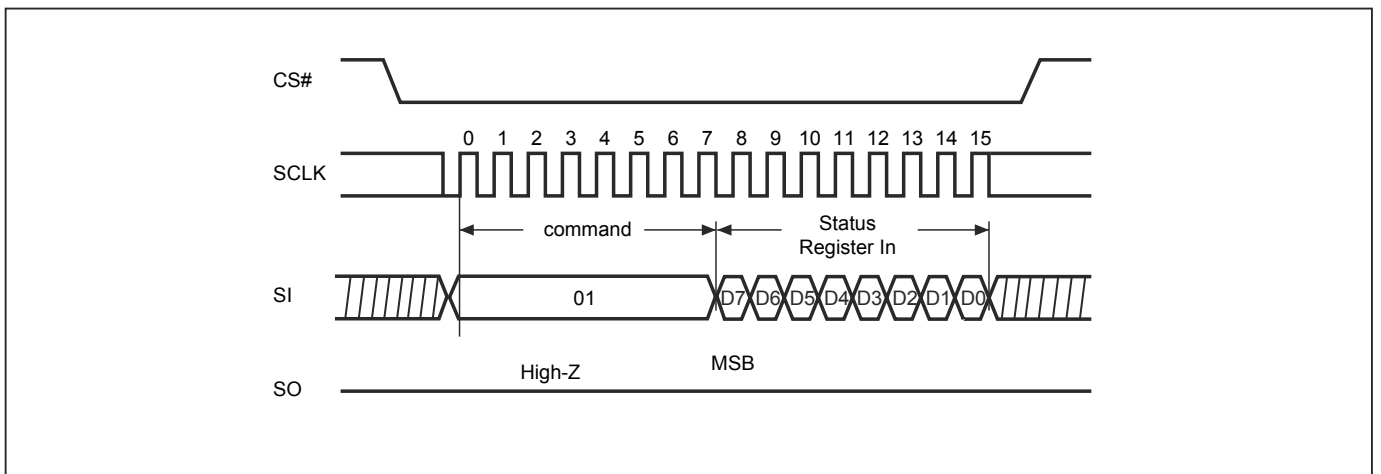 CS#
0 1 2 3 4 5 6 7 8 9 10 11 12 13 14 15
SCLK
command
Status
Register In
SI
01
D7 D6 D5 D4 D3 D2 D1 D0
High-Z
MSB
SO